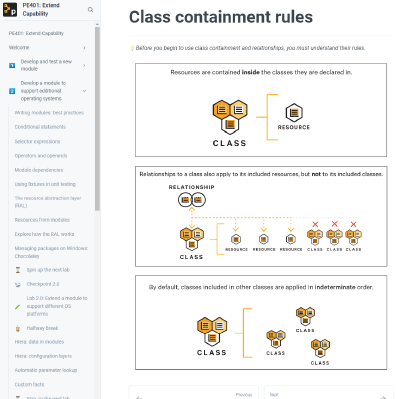 PE401: Extend
Capability
PE401: Extend Capability
Welcome
Develop and test a new
module
Develop a module to
support additional
operating systems
Writing modules: best practices
Conditional statements
Selector expressions
Operators and operands
Module dependencies
Using fixtures in unit testing
The resource abstraction layer
(RAL)
Resources from modules
Explore how the RAL works
Managing packages on Windows:
Chocolatey
Spin up the next lab
Checkpoint 2.0
Lab 2.0: Extend a module to
support different OS
platforms
Halfway Break
Hiera: data in modules
Hiera: configuration layers
Automatic parameter lookup
Custom facts
Spin up the next lab
Class containment rules
Before you begin to use class containment and relationships, you must understand their rules.
Resources are contained inside the classes they are declared in.
CLASS
RESOURCE
Relationships to a class also apply to its included resources, but not to its included classes.
RELATIONSHIP
CLASS
RESOURCE RESOURCE RESOURCE CLASS CLASS CLASS
By default, classes included in other classes are applied in indeterminate order.
CLASS
CLASS
CLASS
CLASS
Previous
Next